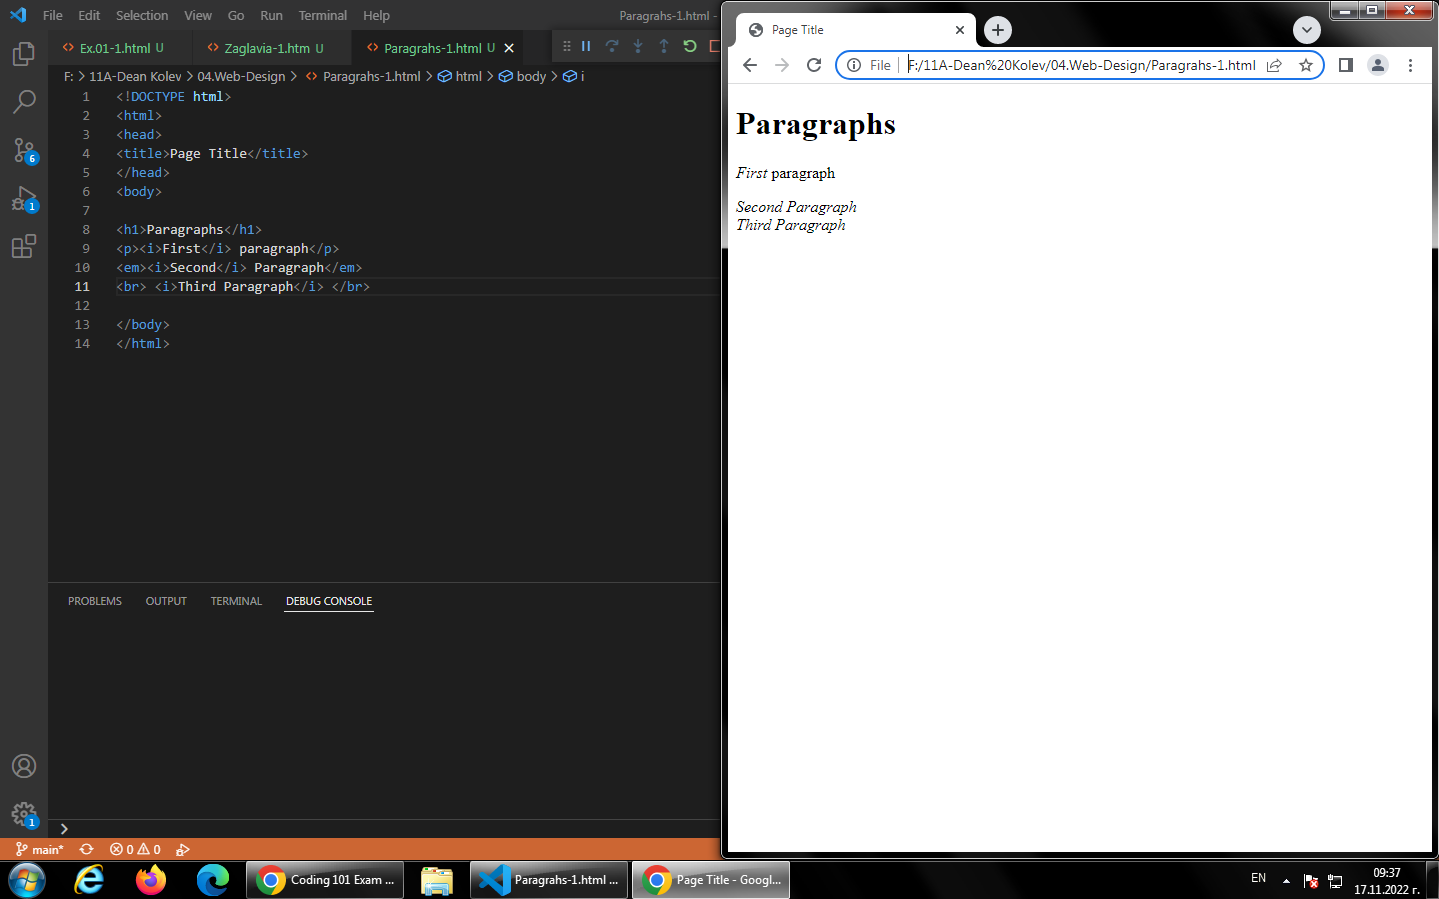 File Edit Selection View Go Run Terminal Help
Paragrahs-1.html -
Ex.01-1.html U
Zaglavia-1.htm U
Paragrahs-1.html U
F: > 11A-Dean Kolev > 04.Web-Design > Paragrahs-1.html > html > body > i
1 <!DOCTYPE html>
2 <html>
3 <head>
4 <title>Page Title</title>
5 </head>
6 <body>
7
8 <h1>Paragraphs</h1>
9 <p><i>First</i> paragraph</p>
10 <em><i>Second</i> Paragraph</em>
11 <br> <i>Third Paragraph</i> </br>
12
13 </body>
14 </html>
6
1
PROBLEMS OUTPUT TERMINAL DEBUG CONSOLE
1
main* 0 0
Page Title
File F:/11A-Dean%20Kolev/04.Web-Design/Paragrahs-1.html
Paragraphs
First paragraph
Second Paragraph
Third Paragraph
Coding 101 Exam ...
Paragrahs-1.html ...
Page Title - Googl...
EN
09:37
17.11.2022 г.